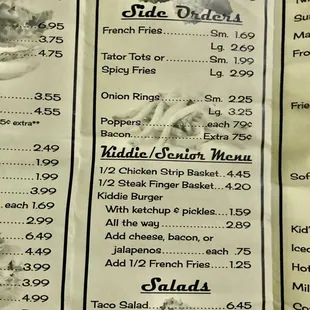 Side Orders
French Fries Sm. 1.69
Lg. 2.69
Tator Tots or Sm. 1.99
Spicy Fries Lg. 2.99
Onion Rings Sm. 2.25
Lg. 3.25
Poppers each 79¢
Bacon Extra 75¢
Kiddie/Senior Menu
1/2 Chicken Strip Basket 4.45
1/2 Steak Finger Basket 4.20
Kiddie Burger
With ketchup & pickles 1.59
All the way 2.89
Add cheese, bacon, or
jalapenos each .75
Add 1/2 French Fries 1.25
Salads
Taco Salad 6.45
6.95
3.75
4.75
3.55
4.55
5¢ extra**
2.49
1.99
1.99
3.99
each 1.69
2.99
6.49
4.49
3.99
3.99
4.99
Kid'